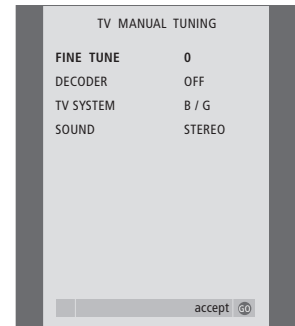 TV MANUAL TUNING
FINE TUNE 0
DECODER OFF
TV SYSTEM B / G
SOUND STEREO
accept GO